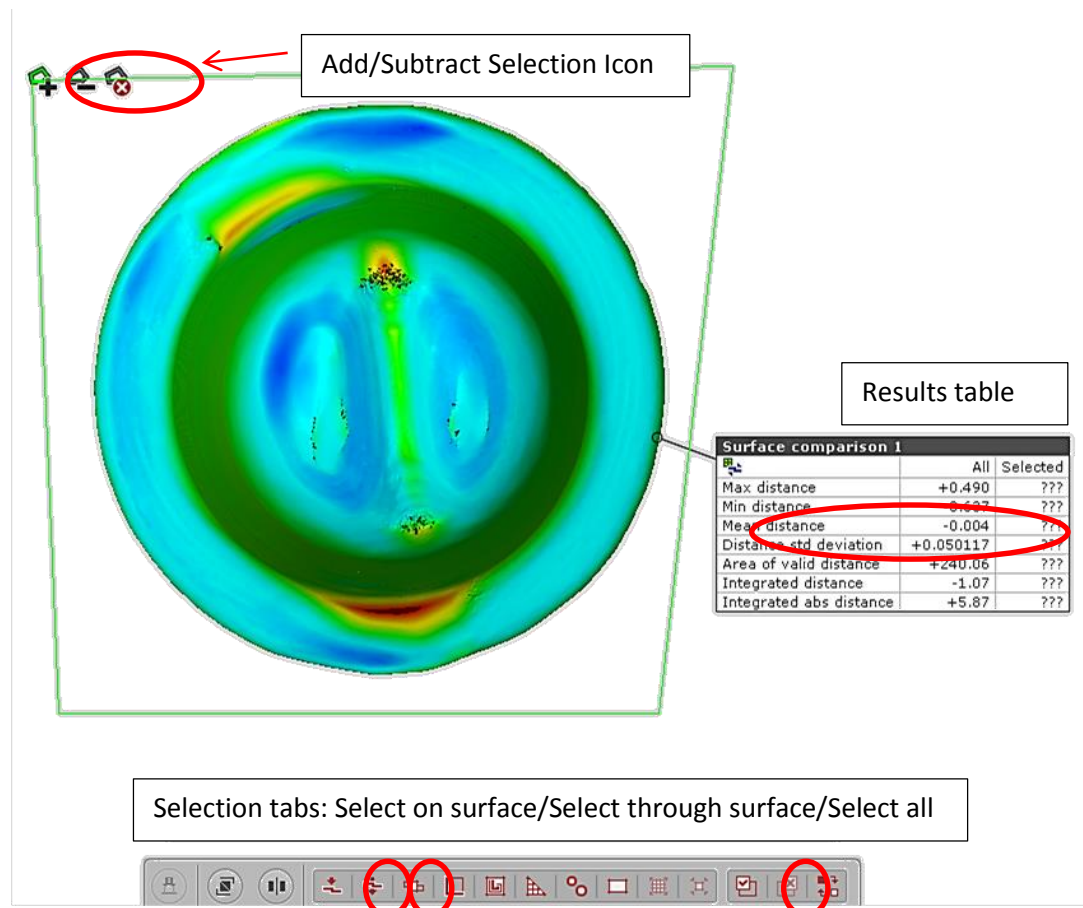 Add/Subtract Selection Icon
Results table
Surface comparison 1
All Selected
Max distance +0.490 ???
Min distance ???
Mean distance -0.004 ???
Distance std deviation +0.050117 ???
Area of valid distance +240.06 ???
Integrated distance -1.07 ???
Integrated abs distance +5.87 ???
Selection tabs: Select on surface/Select through surface/Select all